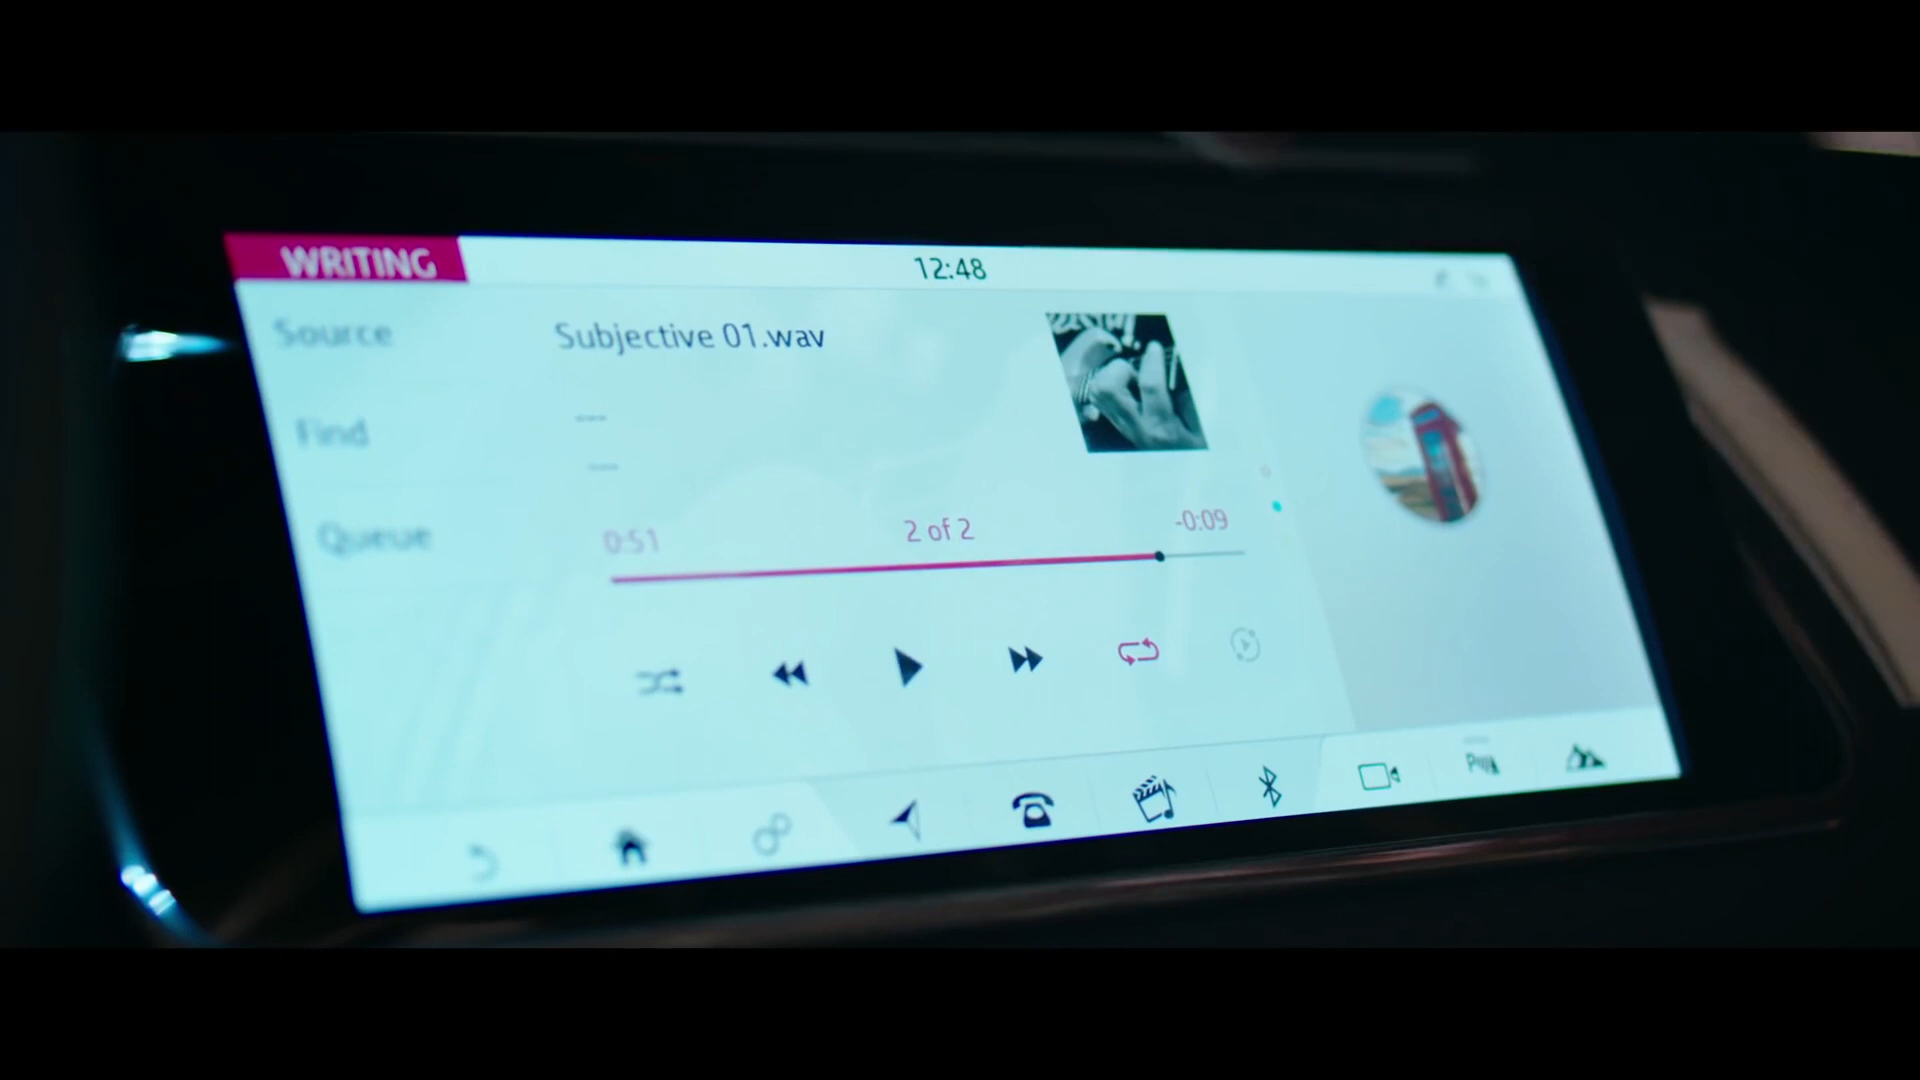 WRITING
12:48
Source
Subjective 01.wav
---
---
Find
Queue
0:51
2 of 2
-0:09